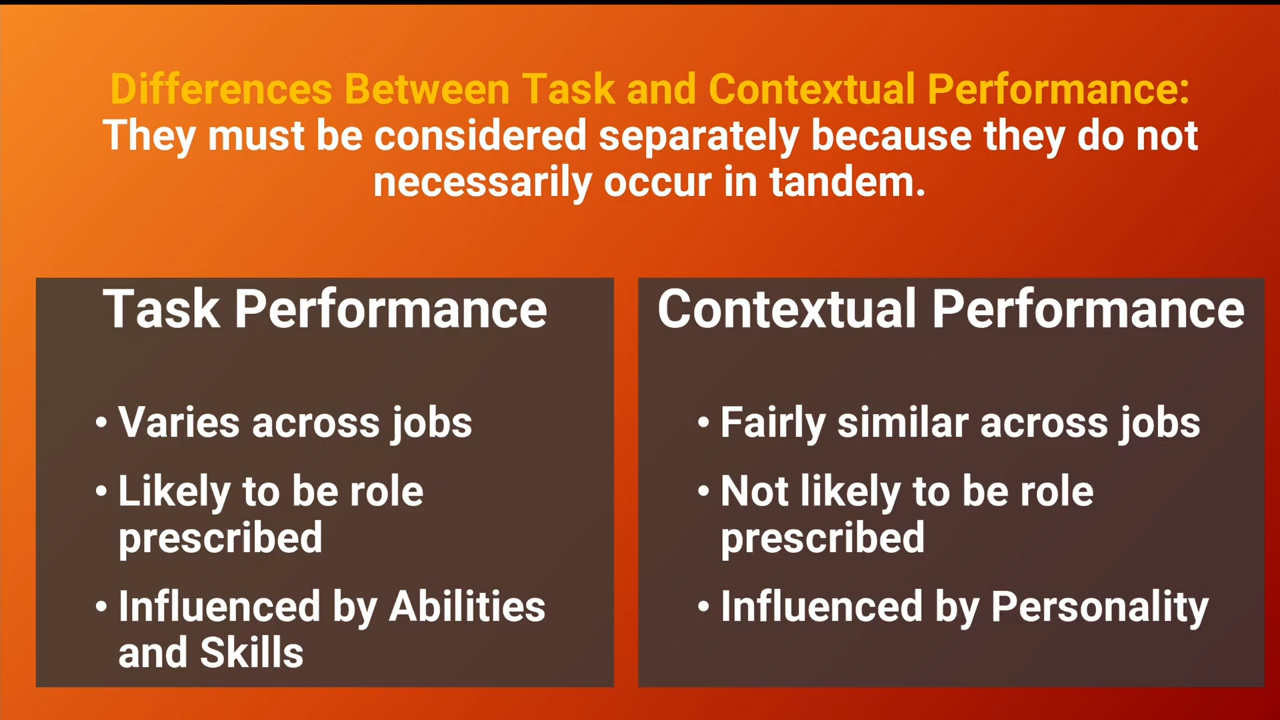 Differences Between Task and Contextual Performance:
They must be considered separately because they do not
necessarily occur in tandem.
Task Performance
• Varies across jobs
• Likely to be role
prescribed
• Influenced by Abilities
and Skills
Contextual Performance
• Fairly similar across jobs
• Not likely to be role
prescribed
• Influenced by Personality